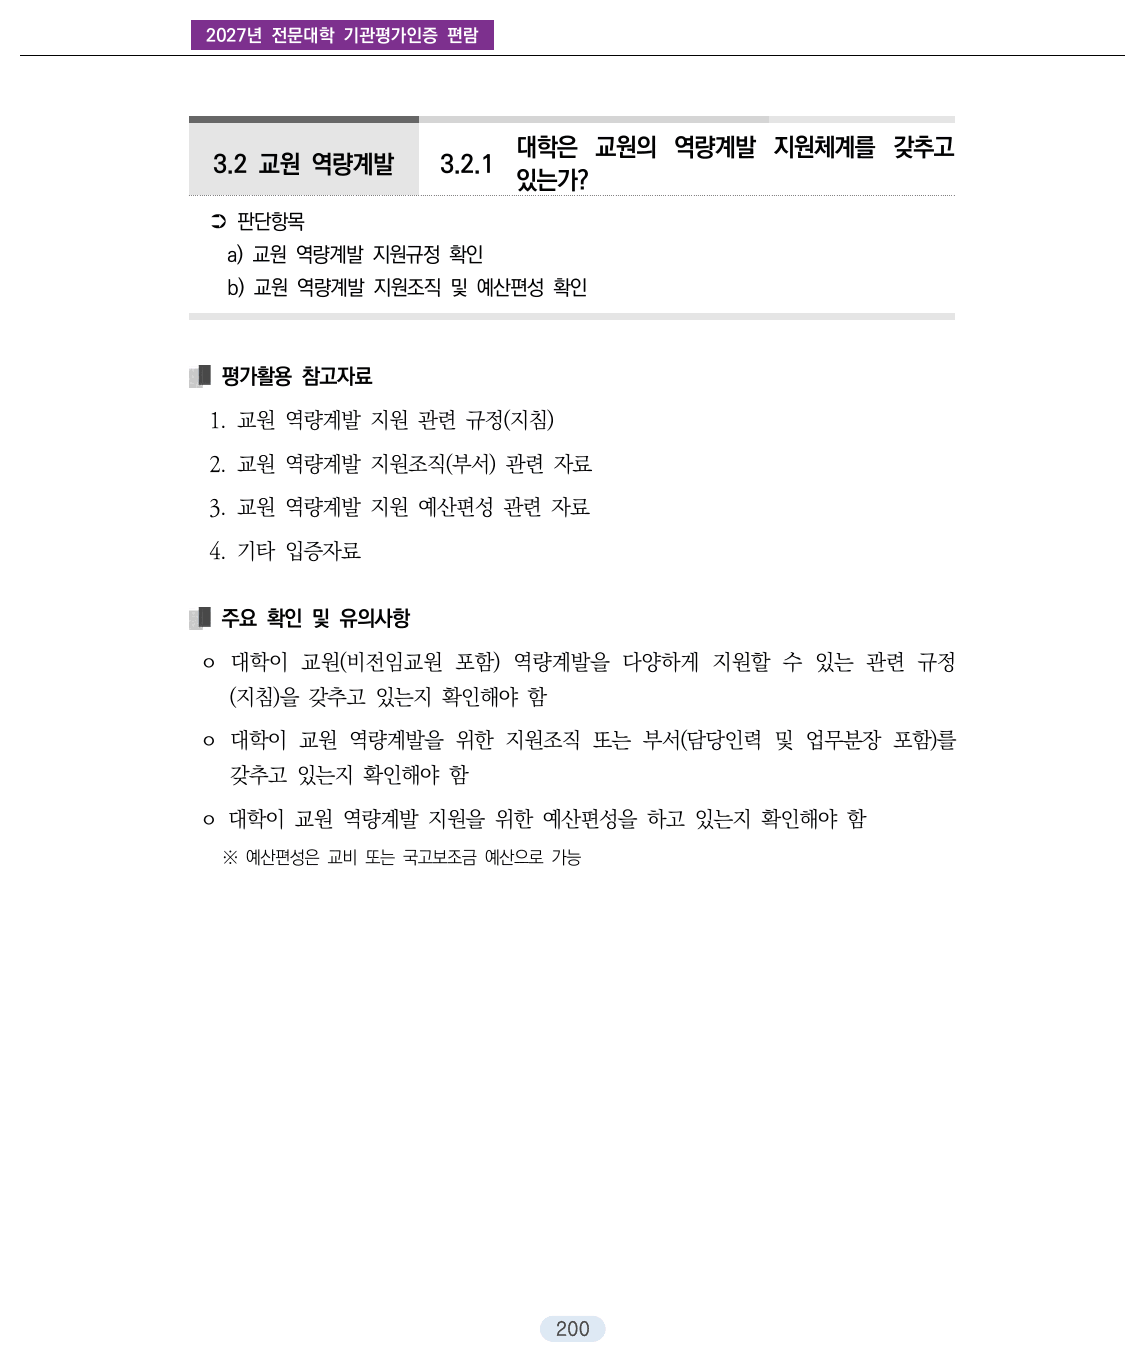 2027년 전문대학 기관평가인증 편람
3.2 교원 역량계발
3.2.1
대학은 교원의 역량계발 지원체계를 갖추고
있는가?
➲ 판단항목
a) 교원 역량계발 지원규정 확인
b) 교원 역량계발 지원조직 및 예산편성 확인
평가활용 참고자료
1. 교원 역량계발 지원 관련 규정(지침)
2. 교원 역량계발 지원조직(부서) 관련 자료
3. 교원 역량계발 지원 예산편성 관련 자료
4. 기타 입증자료
주요 확인 및 유의사항
ㅇ 대학이 교원(비전임교원 포함) 역량계발을 다양하게 지원할 수 있는 관련 규정
(지침)을 갖추고 있는지 확인해야 함
ㅇ 대학이 교원 역량계발을 위한 지원조직 또는 부서(담당인력 및 업무분장 포함)를
갖추고 있는지 확인해야 함
ㅇ 대학이 교원 역량계발 지원을 위한 예산편성을 하고 있는지 확인해야 함
※ 예산편성은 교비 또는 국고보조금 예산으로 가능
200